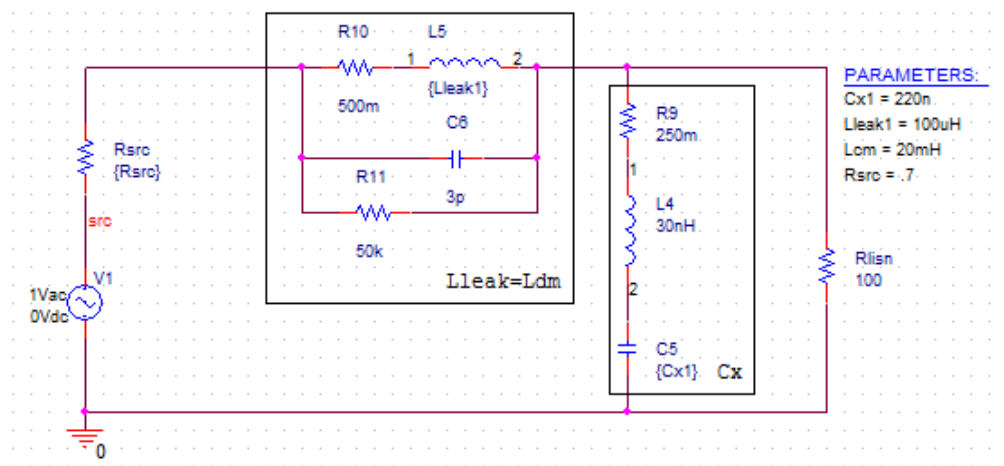 R10
L5
1
2
{Lleak1}
500m
C6
R11
3p
50k
Lleak=Ldm
Rsrc
{Rsrc}
src
V1
1Vac
0Vdc
0
R9
250m
1
L4
30nH
2
C5
{Cx1}
Cx
Rlisn
100
PARAMETERS:
Cx1 = 220n
Lleak1 = 100uH
Lcm = 20mH
Rsrc = .7